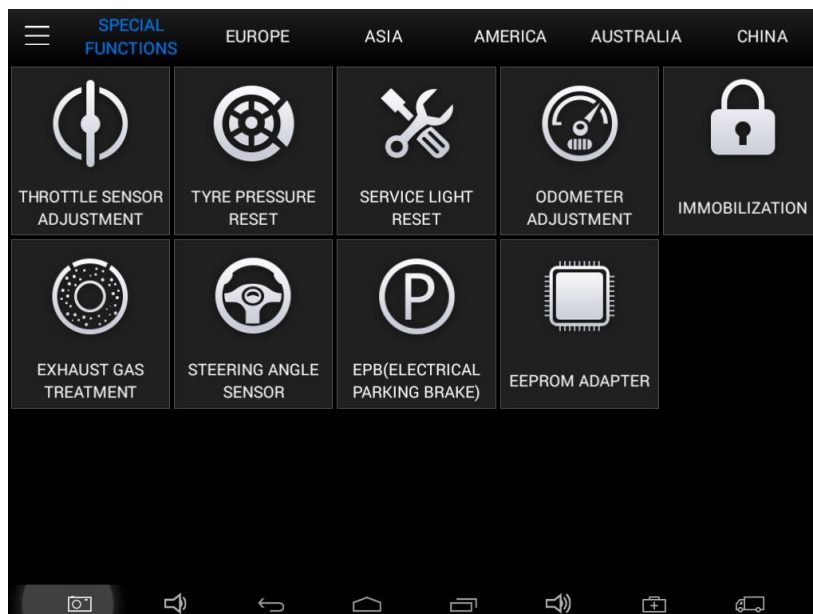 SPECIAL
FUNCTIONS
EUROPE
ASIA
AMERICA
AUSTRALIA
CHINA
THROTTLE SENSOR
ADJUSTMENT
TYRE PRESSURE
RESET
SERVICE LIGHT
RESET
ODOMETER
ADJUSTMENT
IMMOBILIZATION
EXHAUST GAS
TREATMENT
STEERING ANGLE
SENSOR
P
EPB(ELECTRICAL
PARKING BRAKE)
EEPROM ADAPTER